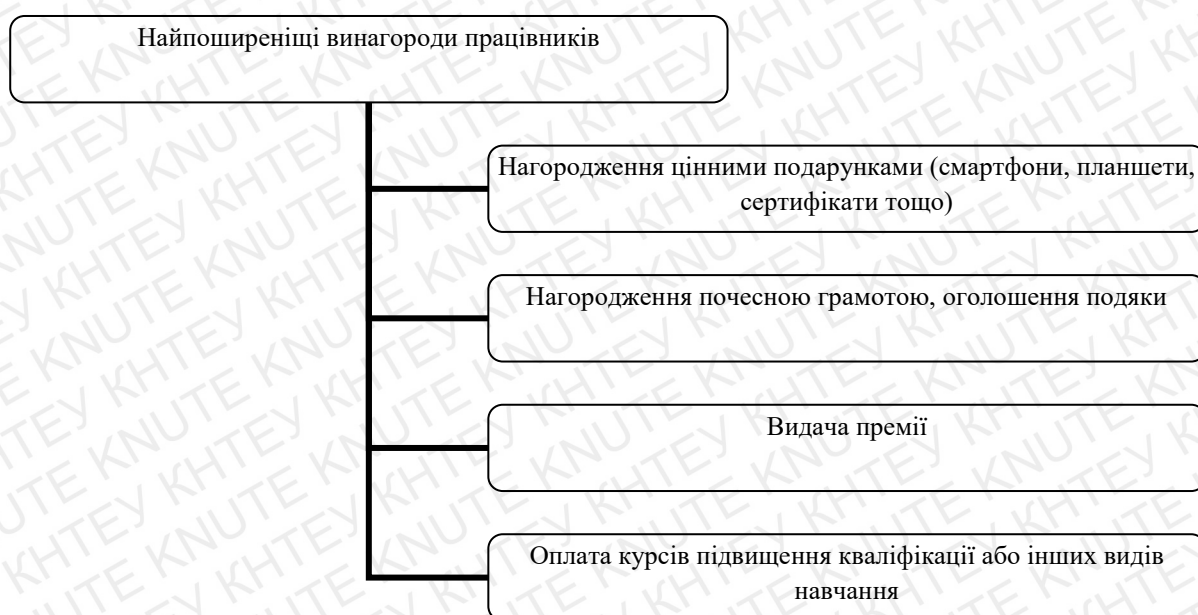 Найпоширеніщі винагороди працівників
Нагородження цінними подарунками (смартфони, планшети,
сертифікати тощо)
Нагородження почесною грамотою, оголошення подяки
Видача премії
Оплата курсів підвищення кваліфікації або інших видів
навчання